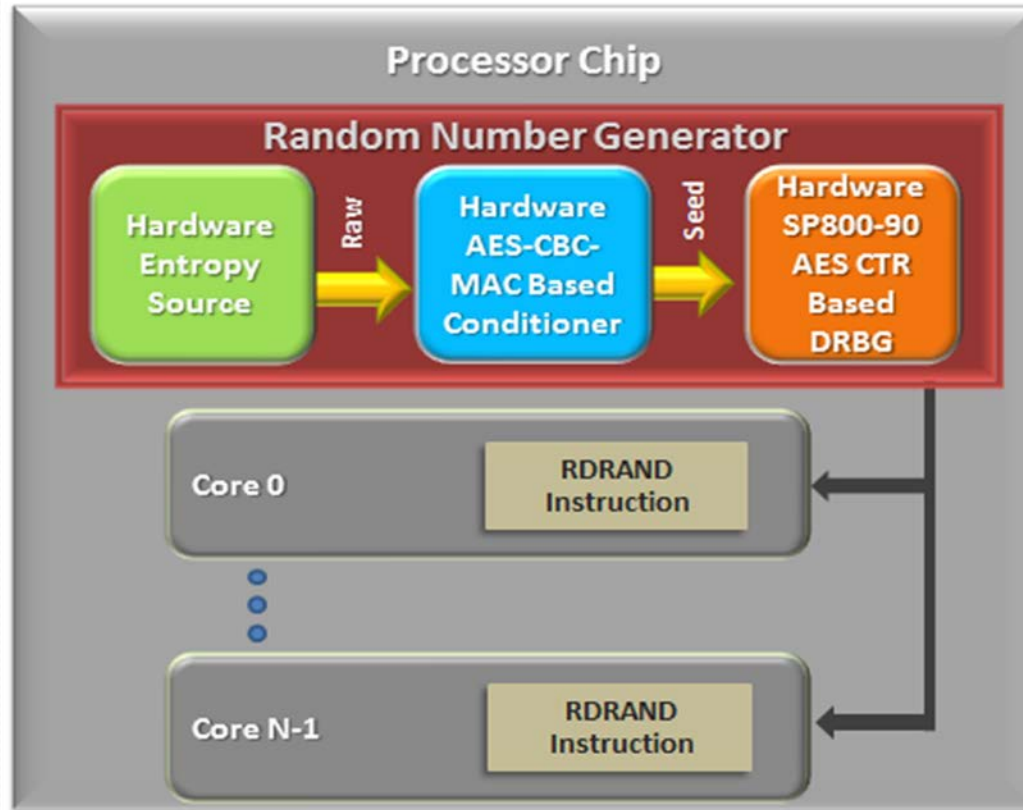 Processor Chip
Random Number Generator
Hardware
Entropy
Source
Raw
Hardware
AES-CBC-
MAC Based
Conditioner
Seed
Hardware
SP800-90
AES CTR
Based
DRBG
Core 0
RDRAND
Instruction
Core N-1
RDRAND
Instruction